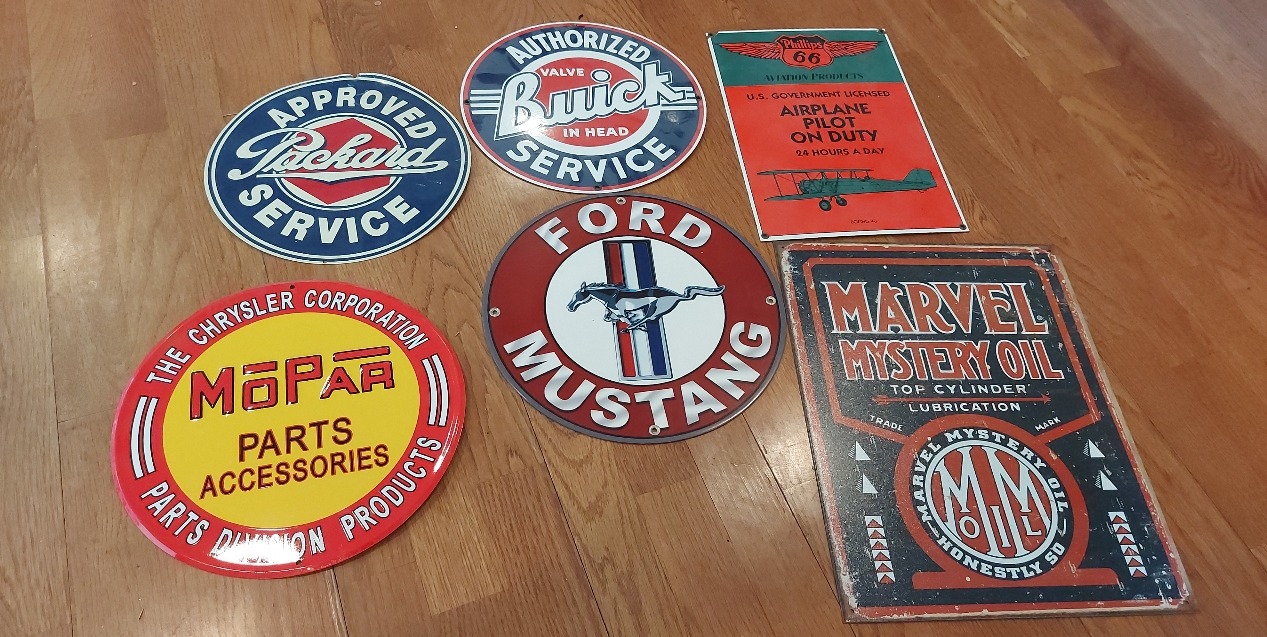 APPROVED
Packard
SERVICE
AUTHORIZED
VALVE
Buick
IN HEAD
SERVICE
Phillips
66
AVIATION PRODUCTS
U.S. GOVERNMENT LICENSED
AIRPLANE
PILOT
ON DUTY
24 HOURS A DAY
THE CHRYSLER CORPORATION
MOPAR
PARTS
ACCESSORIES
PARTS DIVISION PRODUCTS
FORD
MUSTANG
MARVEL
MYSTERY OIL
TOP CYLINDER
LUBRICATION
TRADE MARK
MARVEL MYSTERY OIL
MM
OIL
HONESTLY SO